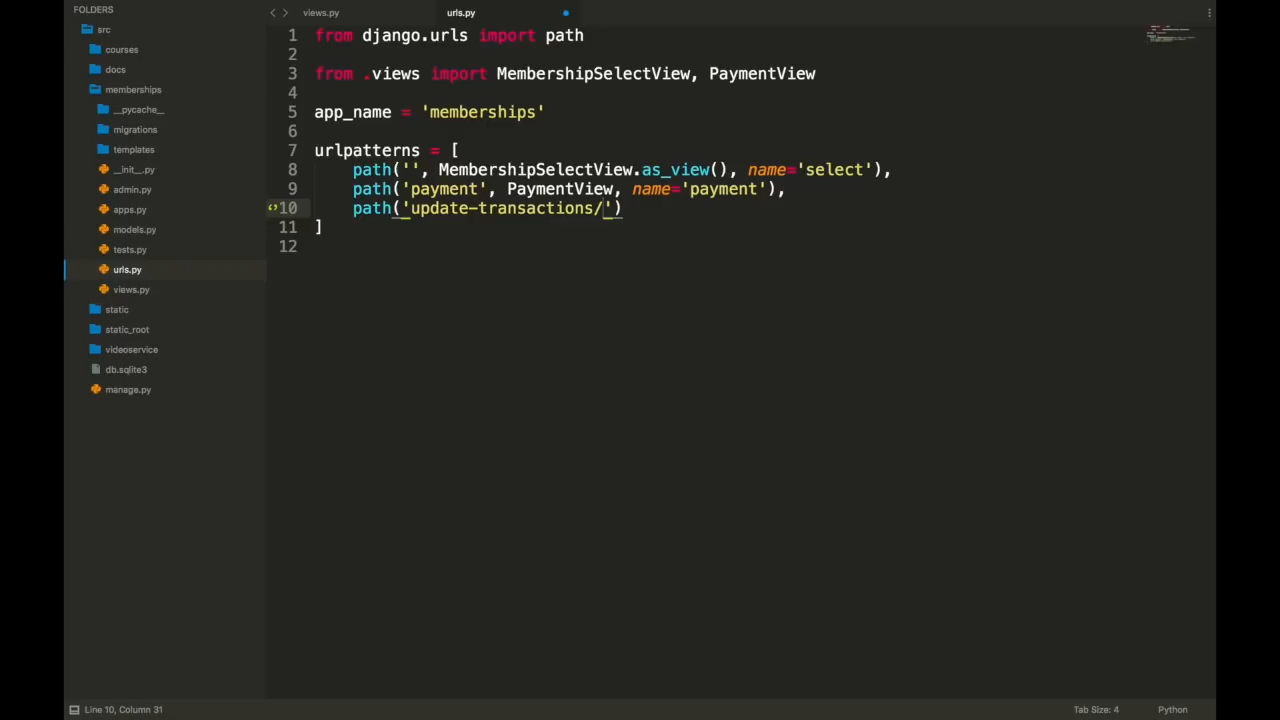 FOLDERS
src
courses
docs
memberships
__pycache__
migrations
templates
__init__.py
admin.py
apps.py
models.py
tests.py
urls.py
views.py
static
static_root
videoservice
db.sqlite3
manage.py
views.py
urls.py
1 from django.urls import path
2
3 from .views import MembershipSelectView, PaymentView
4
5 app_name = 'memberships'
6
7 urlpatterns = [
8 path('', MembershipSelectView.as_view(), name='select'),
9 path('payment', PaymentView, name='payment'),
10 path('update-transactions/')
11 ]
12
Line 10, Column 31
Tab Size: 4
Python